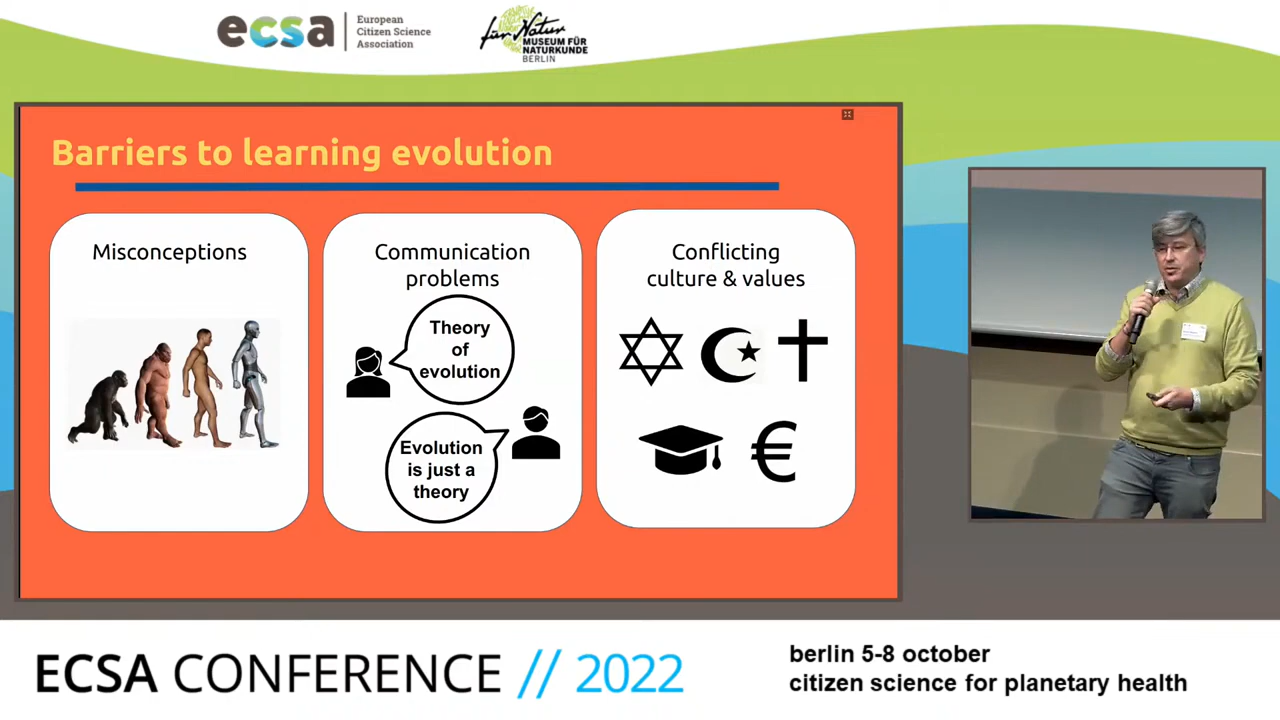 ecsa
European
Citizen Science
Association
für Natur
MUSEUM FÜR
NATURKUNDE
BERLIN
Barriers to learning evolution
Misconceptions
Communication
problems
Theory
of
evolution
Evolution
is just a
theory
Conflicting
culture & values
€
ECSA CONFERENCE // 2022
berlin 5-8 october
citizen science for planetary health